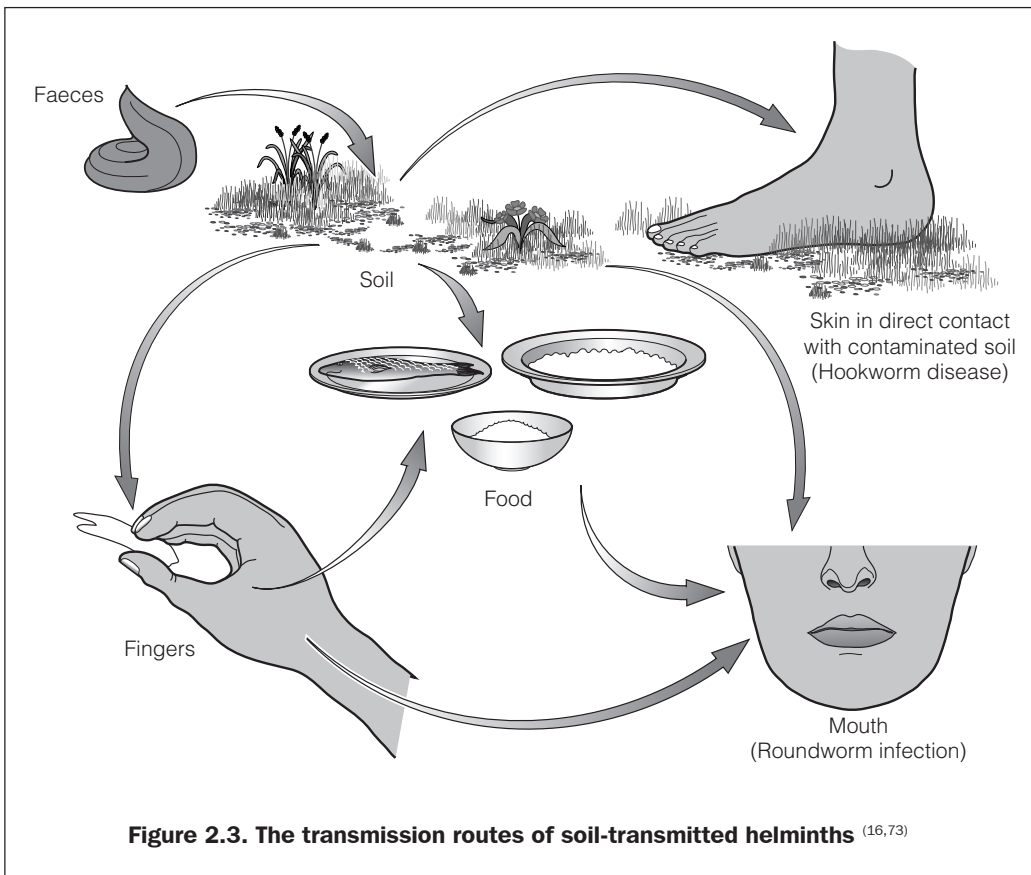 Faeces
Soil
Skin in direct contact
with contaminated soil
(Hookworm disease)
Food
Fingers
Mouth
(Roundworm infection)
Figure 2.3. The transmission routes of soil-transmitted helminths (16,73)